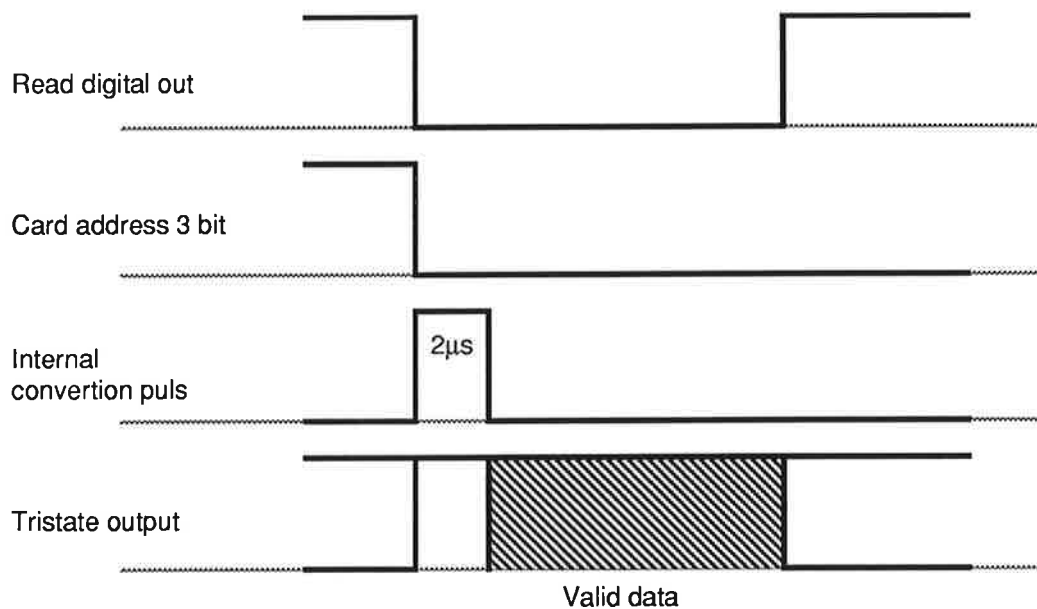 Read digital out
Card address 3 bit
2μs
Internal
convertion puls
Tristate output
Valid data